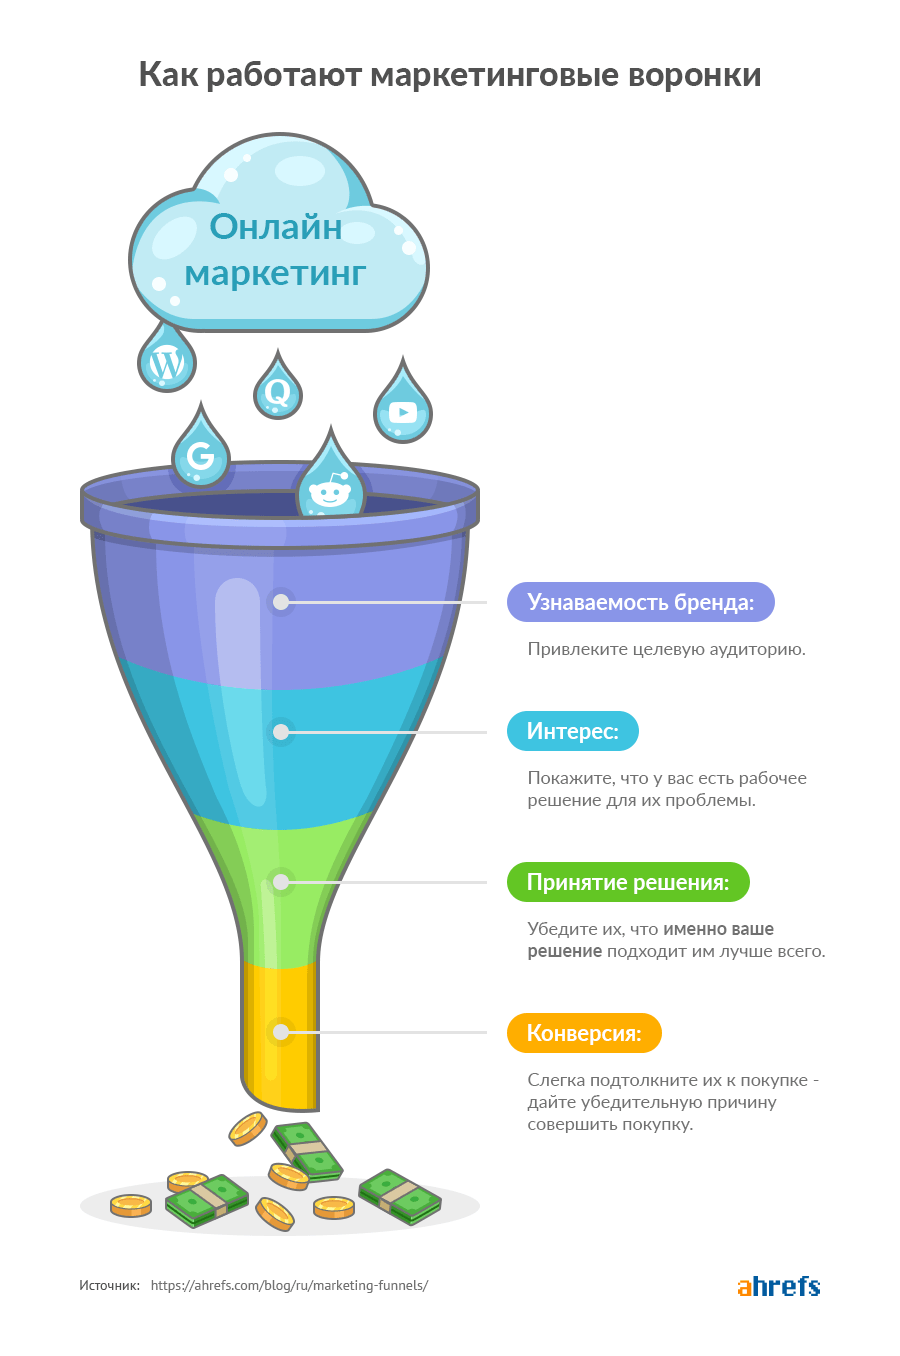 Как работают маркетинговые воронки
Онлайн
маркетинг
W
Q
G
Узнаваемость бренда:
Привлеките целевую аудиторию.
Интерес:
Покажите, что у вас есть рабочее
решение для их проблемы.
Принятие решения:
Убедите их, что именно ваше
решение подходит им лучше всего.
Конверсия:
Слегка подтолкните их к покупке -
дайте убедительную причину
совершить покупку.
Источник: https://ahrefs.com/blog/ru/marketing-funnels/
ahrefs